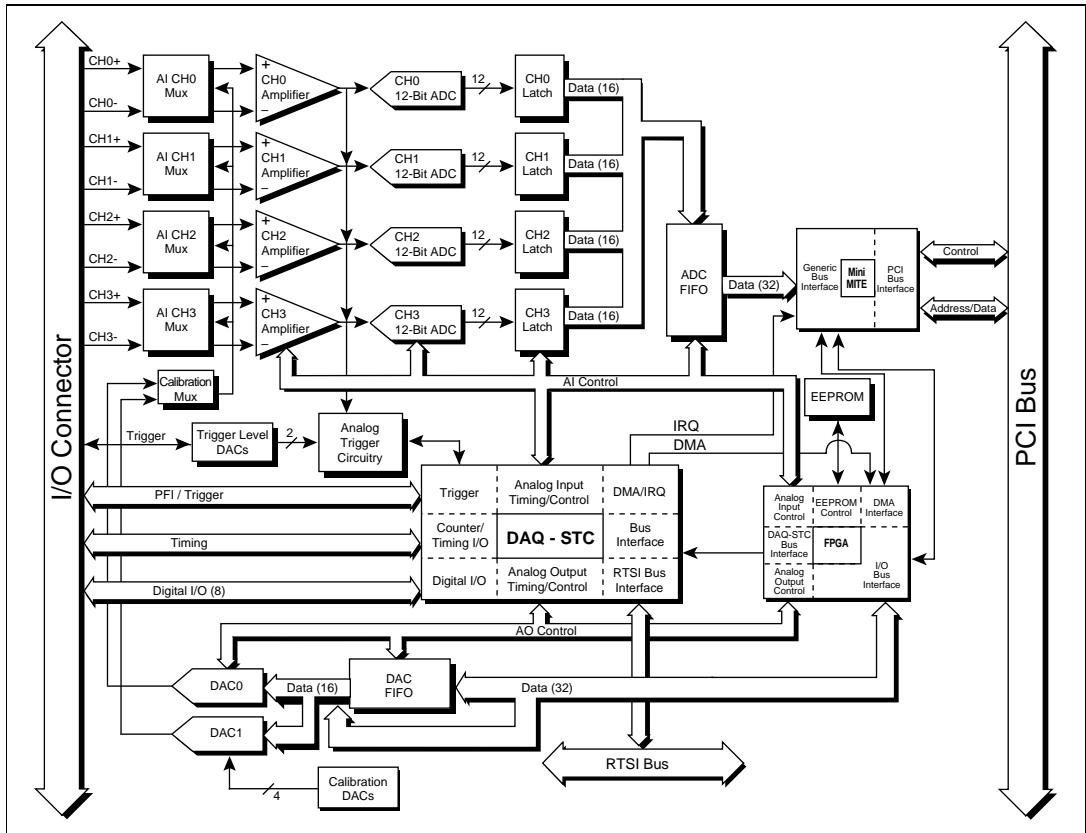 I/O Connector
PCI Bus
CH0+
CH0-
AI CH0
Mux
+
CH0
Amplifier
–
CH0
12-Bit ADC
12
CH0
Latch
Data (16)
CH1+
CH1-
AI CH1
Mux
+
CH1
Amplifier
–
CH1
12-Bit ADC
12
CH1
Latch
Data (16)
CH2+
CH2-
AI CH2
Mux
+
CH2
Amplifier
–
CH2
12-Bit ADC
12
CH2
Latch
Data (16)
CH3+
CH3-
AI CH3
Mux
+
CH3
Amplifier
–
CH3
12-Bit ADC
12
CH3
Latch
Data (16)
ADC
FIFO
Data (32)
Generic
Bus
Interface
Mini
MITE
PCI
Bus
Interface
Control
Address/Data
AI Control
Calibration
Mux
EEPROM
Trigger
Trigger Level
DACs
2
Analog
Trigger
Circuitry
IRQ
DMA
PFI / Trigger
Timing
Digital I/O (8)
Trigger
Analog Input
Timing/Control
DMA/IRQ
Counter/
Timing I/O
DAQ - STC
Bus
Interface
Digital I/O
Analog Output
Timing/Control
RTSI Bus
Interface
Analog
Input
Control
EEPROM
Control
DMA
Interface
DAQ-STC
Bus
Interface
FPGA
Analog
Output
Control
I/O
Bus
Interface
AO Control
DAC0
Data (16)
DAC
FIFO
Data (32)
DAC1
Calibration
DACs
4
RTSI Bus